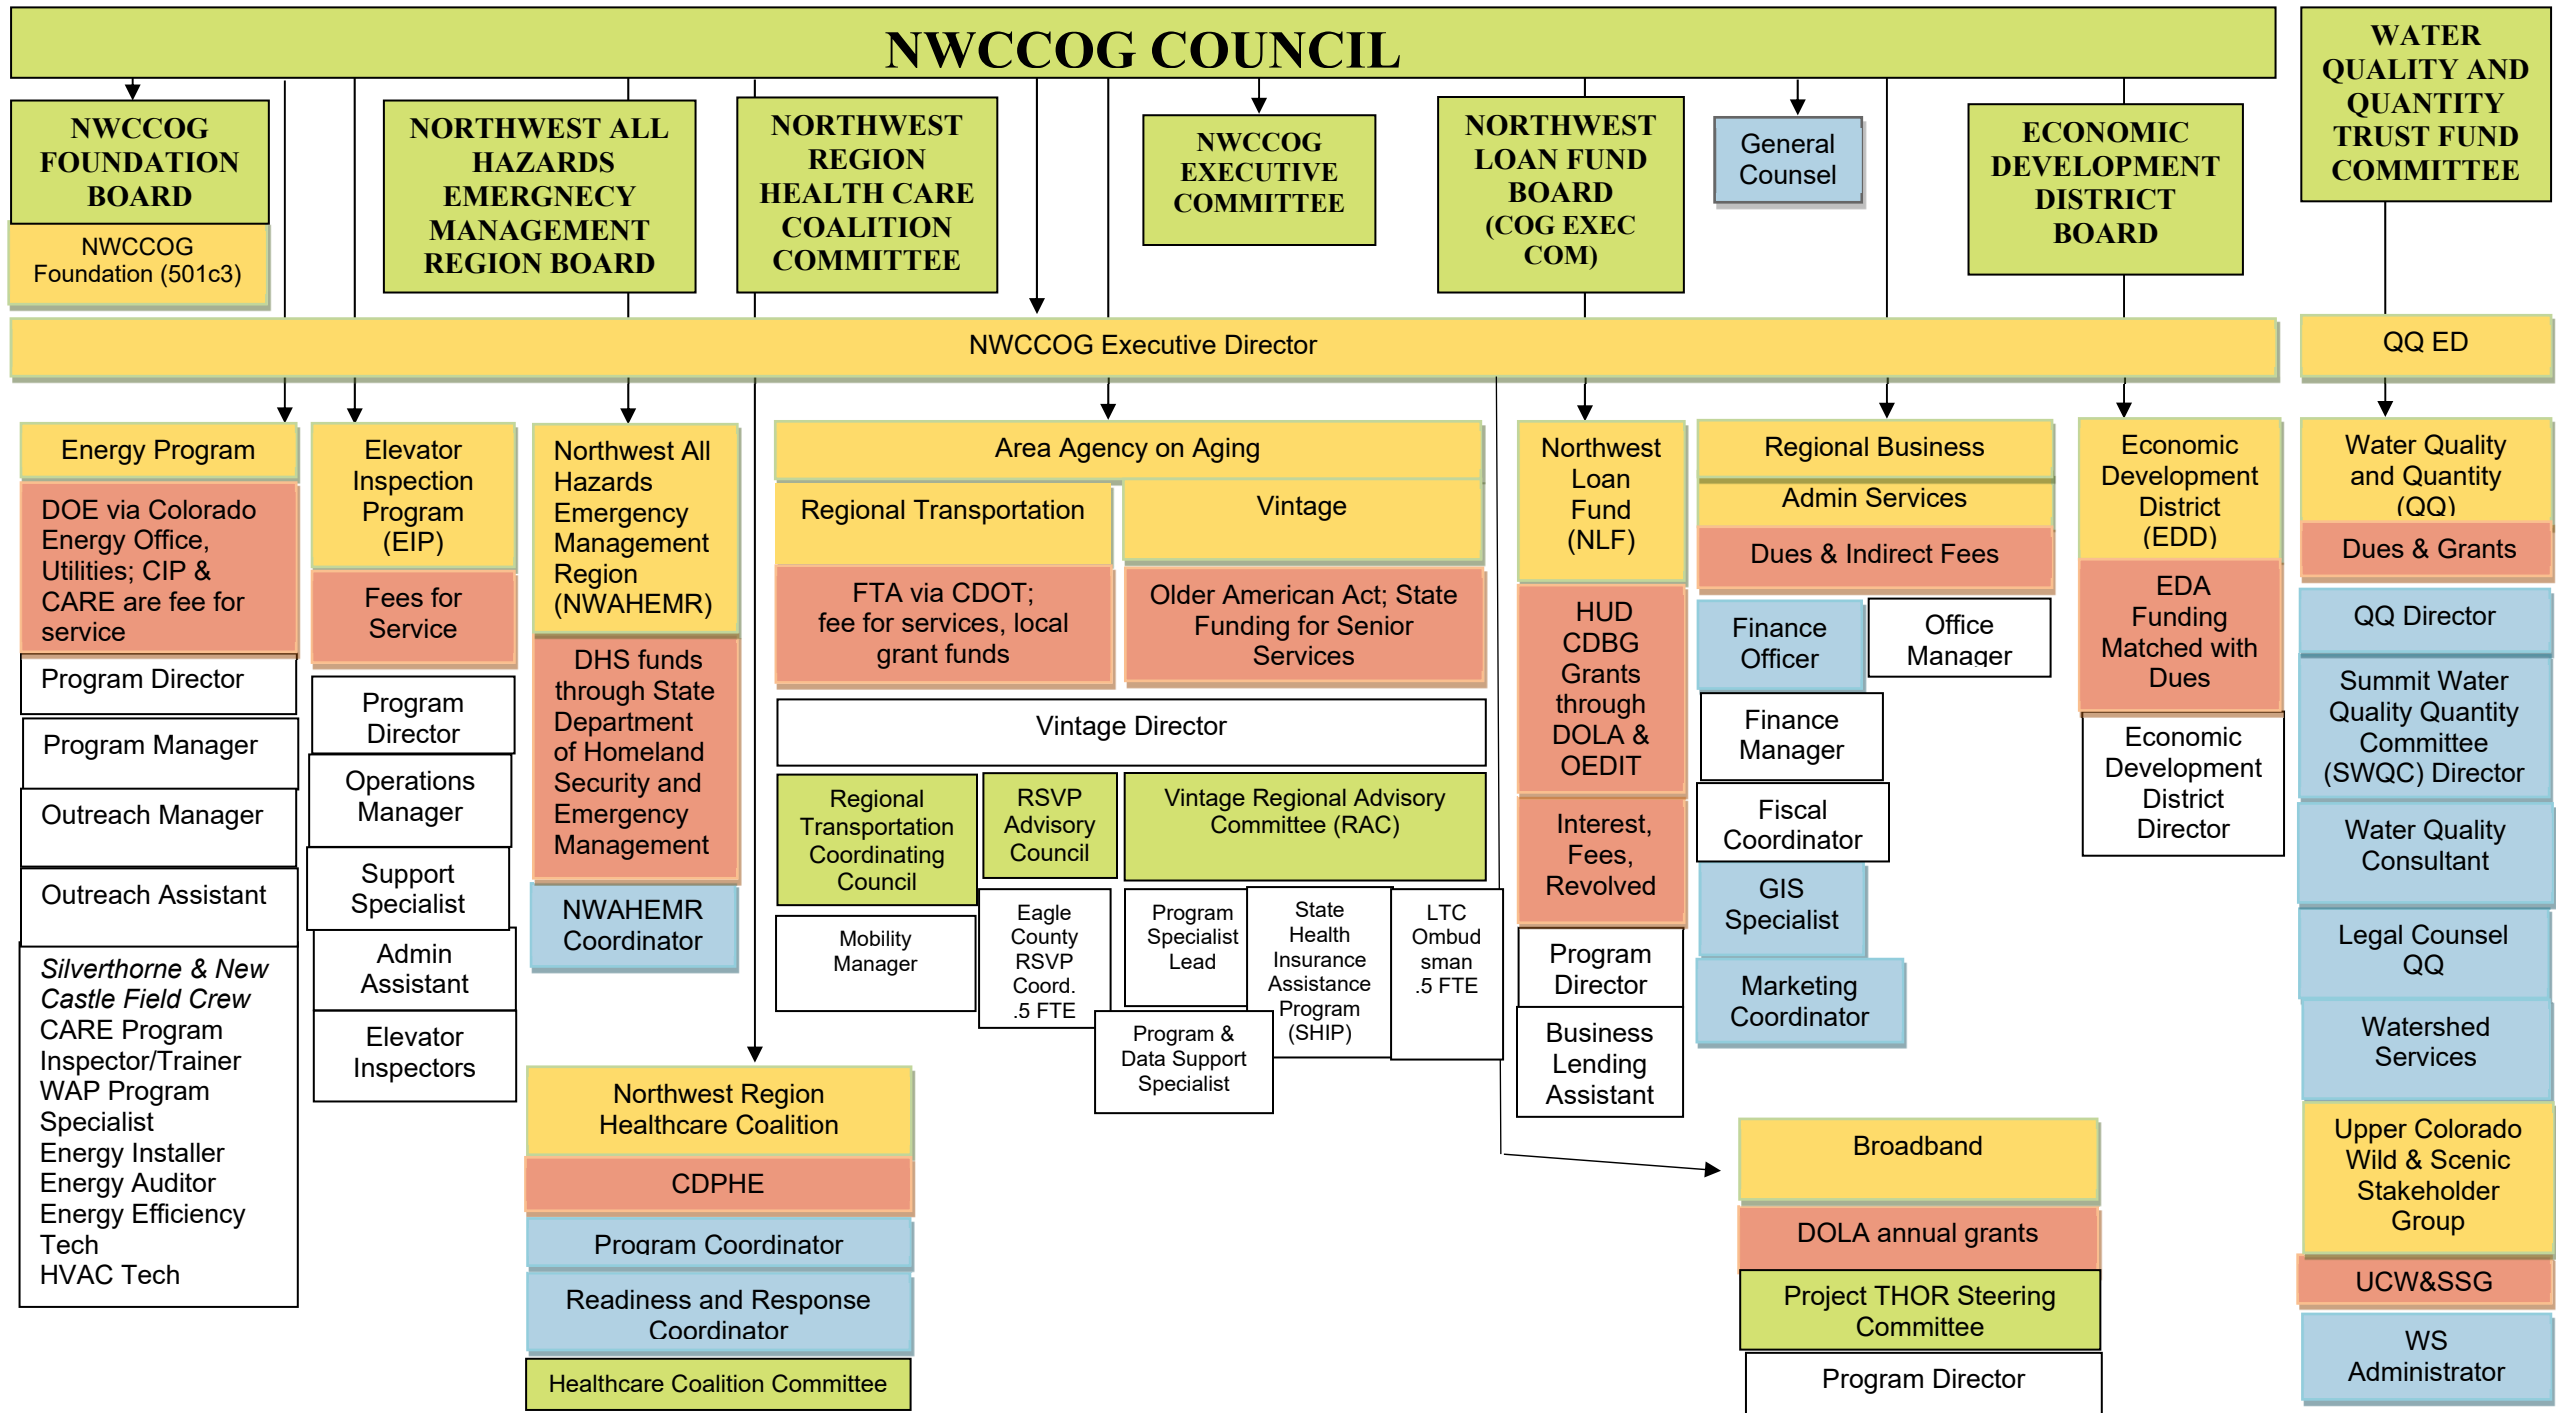 NWCCOG COUNCIL
WATER
QUALITY AND
QUANTITY
TRUST FUND
COMMITTEE
NWCCOG
FOUNDATION
BOARD
NWCCOG
Foundation (501c3)
NORTHWEST ALL
HAZARDS
EMERGNECY
MANAGEMENT
REGION BOARD
NORTHWEST
REGION
HEALTH CARE
COALITION
COMMITTEE
NWCCOG
EXECUTIVE
COMMITTEE
NORTHWEST
LOAN FUND
BOARD
(COG EXEC
COM)
General
Counsel
ECONOMIC
DEVELOPMENT
DISTRICT
BOARD
NWCCOG Executive Director
QQ ED
Energy Program
DOE via Colorado
Energy Office,
Utilities; CIP &
CARE are fee for
service
Program Director
Program Manager
Outreach Manager
Outreach Assistant
Silverthorne & New
Castle Field Crew
CARE Program
Inspector/Trainer
WAP Program
Specialist
Energy Installer
Energy Auditor
Energy Efficiency
Tech
HVAC Tech
Elevator
Inspection
Program
(EIP)
Fees for
Service
Program
Director
Operations
Manager
Support
Specialist
Admin
Assistant
Elevator
Inspectors
Northwest All
Hazards
Emergency
Management
Region
(NWAHEMR)
DHS funds
through State
Department
of Homeland
Security and
Emergency
Management
NWAHEMR
Coordinator
Northwest Region
Healthcare Coalition
CDPHE
Program Coordinator
Readiness and Response
Coordinator
Healthcare Coalition Committee
Area Agency on Aging
Regional Transportation
Vintage
FTA via CDOT;
fee for services, local
grant funds
Older American Act; State
Funding for Senior
Services
Vintage Director
Regional
Transportation
Coordinating
Council
RSVP
Advisory
Council
Vintage Regional Advisory
Committee (RAC)
Mobility
Manager
Eagle
County
RSVP
Coord.
.5 FTE
Program
Specialist
Lead
State
Health
Insurance
Assistance
Program
(SHIP)
LTC
Ombud
sman
.5 FTE
Program &
Data Support
Specialist
Northwest
Loan
Fund
(NLF)
HUD
CDBG
Grants
through
DOLA &
OEDIT
Interest,
Fees,
Revolved
Program
Director
Business
Lending
Assistant
Regional Business
Admin Services
Dues & Indirect Fees
Finance
Officer
Office
Manager
Finance
Manager
Fiscal
Coordinator
GIS
Specialist
Marketing
Coordinator
Broadband
DOLA annual grants
Project THOR Steering
Committee
Program Director
Economic
Development
District
(EDD)
EDA
Funding
Matched with
Dues
Economic
Development
District
Director
Water Quality
and Quantity
(QQ)
Dues & Grants
QQ Director
Summit Water
Quality Quantity
Committee
(SWQC) Director
Water Quality
Consultant
Legal Counsel
QQ
Watershed
Services
Upper Colorado
Wild & Scenic
Stakeholder
Group
UCW&SSG
WS
Administrator